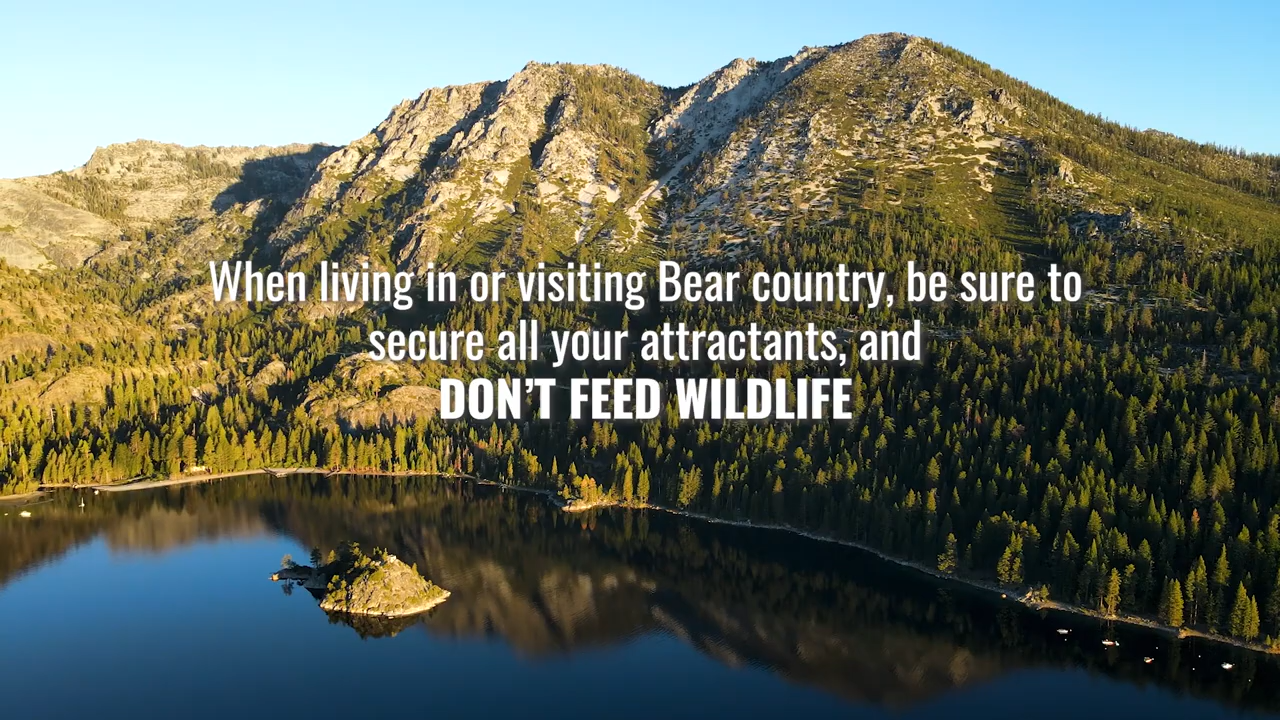 When living in or visiting Bear country, be sure to
secure all your attractants, and
DON’T FEED WILDLIFE